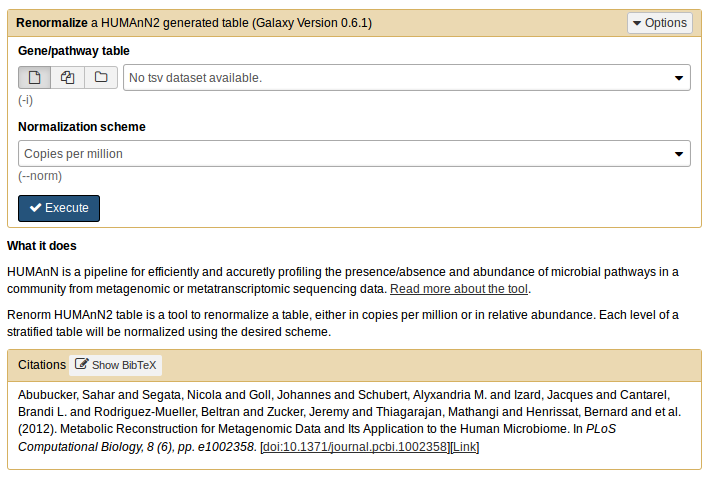 Renormalize a HUMAnN2 generated table (Galaxy Version 0.6.1)
Options
Gene/pathway table
No tsv dataset available.
(-i)
Normalization scheme
Copies per million
(--norm)
Execute
What it does
HUMAnN is a pipeline for efficiently and accuretly profiling the presence/absence and abundance of microbial pathways in a
community from metagenomic or metatranscriptomic sequencing data. Read more about the tool.
Renorm HUMAnN2 table is a tool to renormalize a table, either in copies per million or in relative abundance. Each level of a
stratified table will be normalized using the desired scheme.
Citations Show BibTeX
Abubucker, Sahar and Segata, Nicola and Goll, Johannes and Schubert, Alyxandria M. and Izard, Jacques and Cantarel,
Brandi L. and Rodriguez-Mueller, Beltran and Zucker, Jeremy and Thiagarajan, Mathangi and Henrissat, Bernard and et al.
(2012). Metabolic Reconstruction for Metagenomic Data and Its Application to the Human Microbiome. In PLoS
Computational Biology, 8 (6), pp. e1002358. [doi:10.1371/journal.pcbi.1002358][Link]